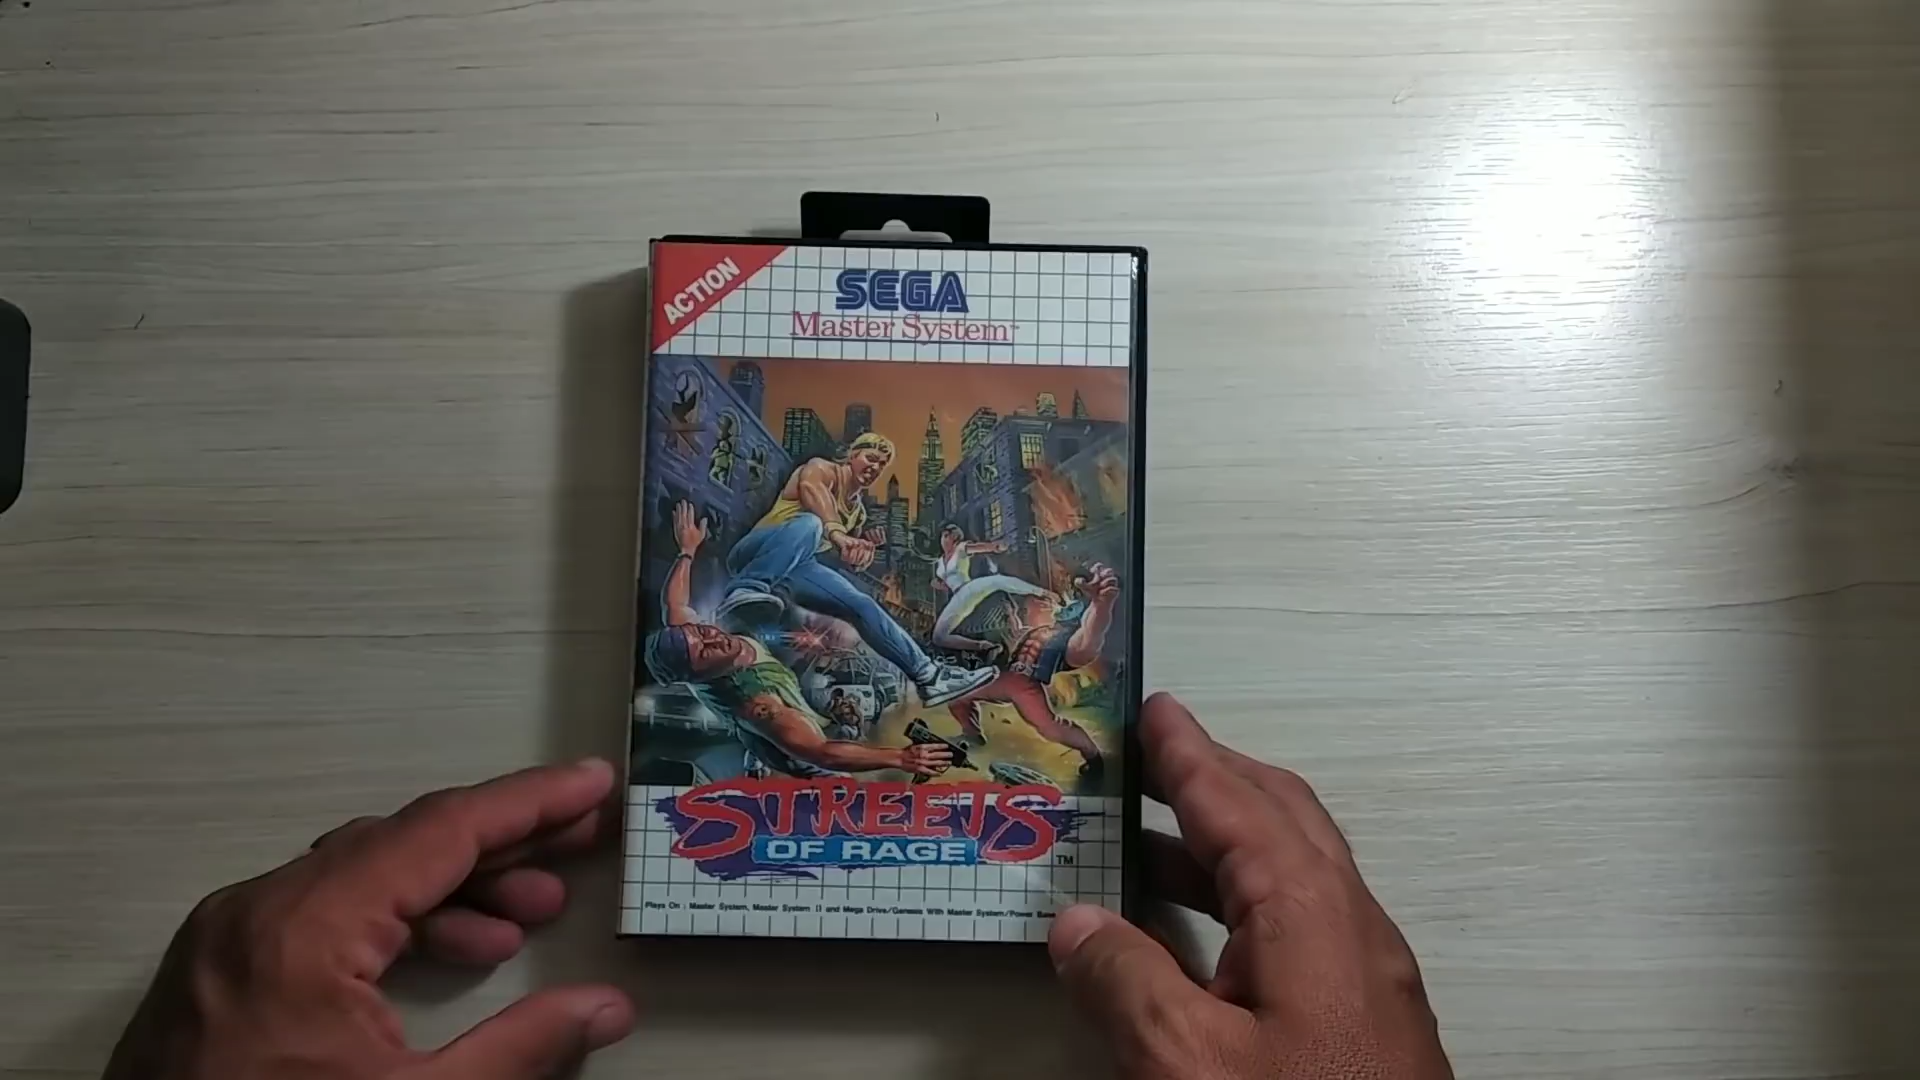 ACTION
SEGA
Master System™
STREETS
OF RAGE
TM
Plays On : Master System, Master System II and Mega Drive/Genesis With Master System/Power Base